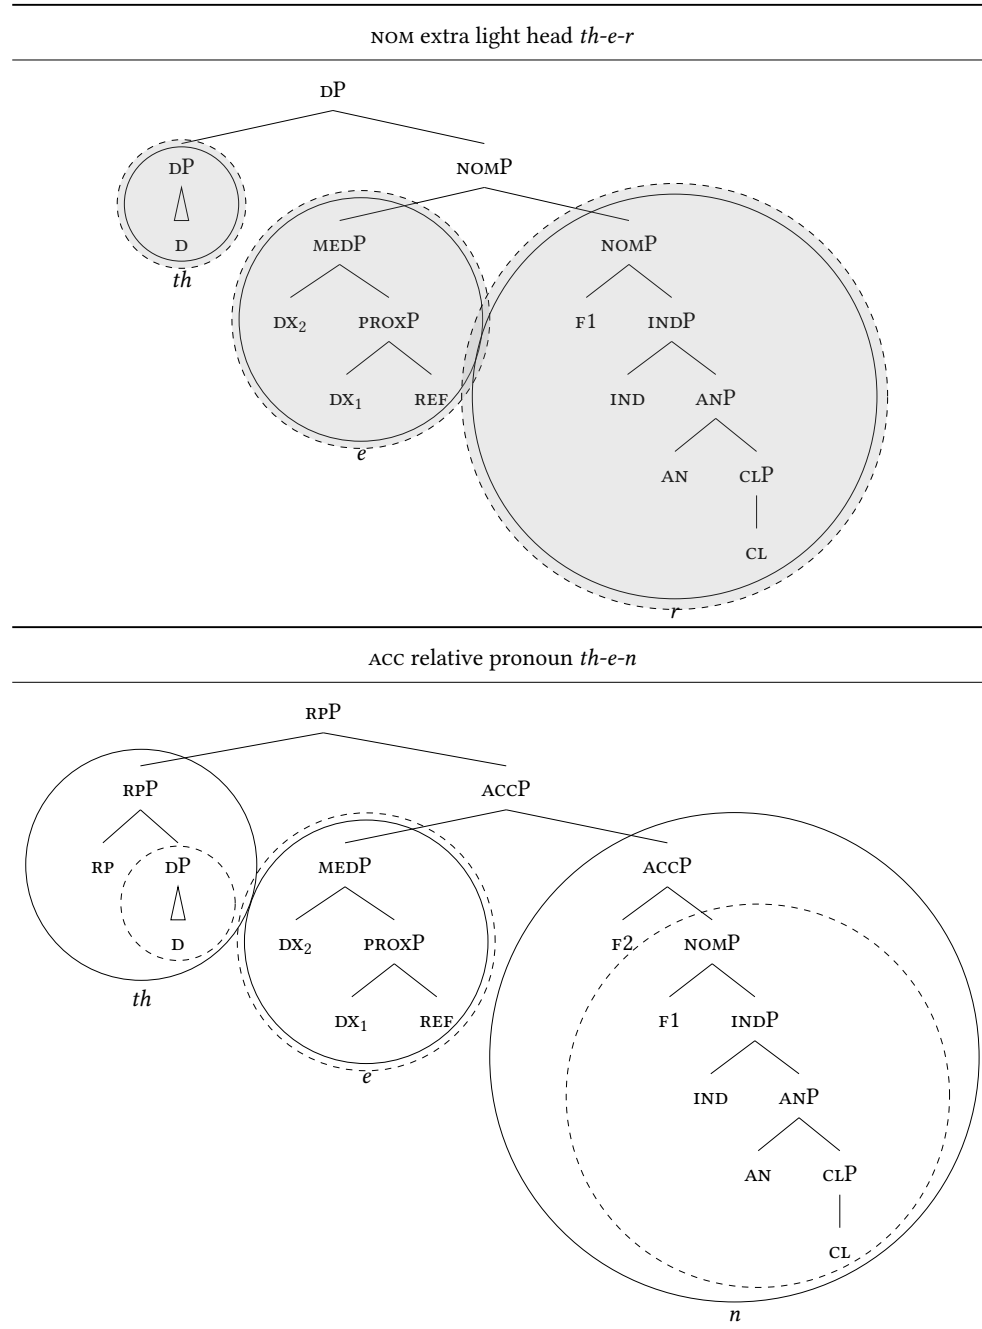 NOM extra light head th-e-r
DP
DP NOMP
D MEDP NOMP
th
DX₂ PROXP F1 INDP
DX₁ REF IND ANP
e
AN CLP
CL
r
ACC relative pronoun th-e-n
RPP
RPP ACCP
RP DP MEDP ACCP
D DX₂ PROXP F2 NOMP
th
DX₁ REF F1 INDP
e
IND ANP
AN CLP
CL
n